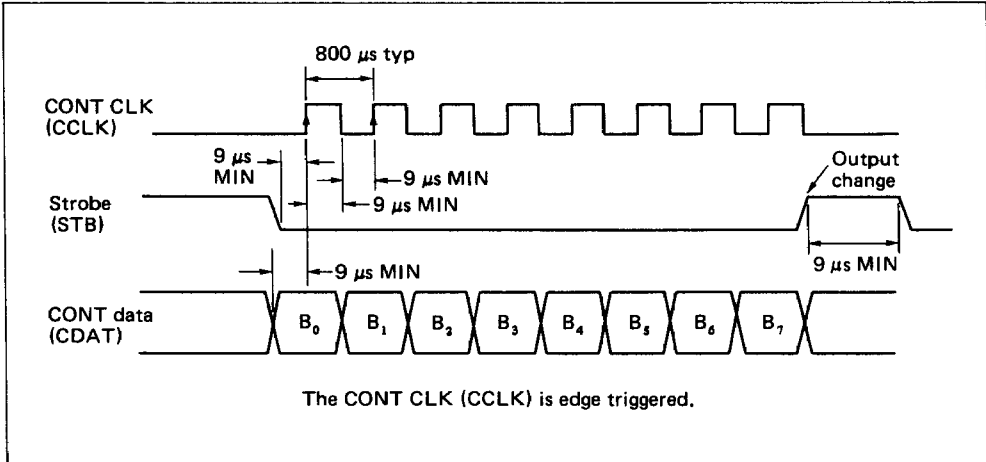 800 µs typ
CONT CLK
(CCLK)
9 µs
MIN
9 µs MIN
9 µs MIN
Output
change
Strobe
(STB)
9 µs MIN
9 µs MIN
CONT data
(CDAT)
B₀ B₁ B₂ B₃ B₄ B₅ B₆ B₇
The CONT CLK (CCLK) is edge triggered.